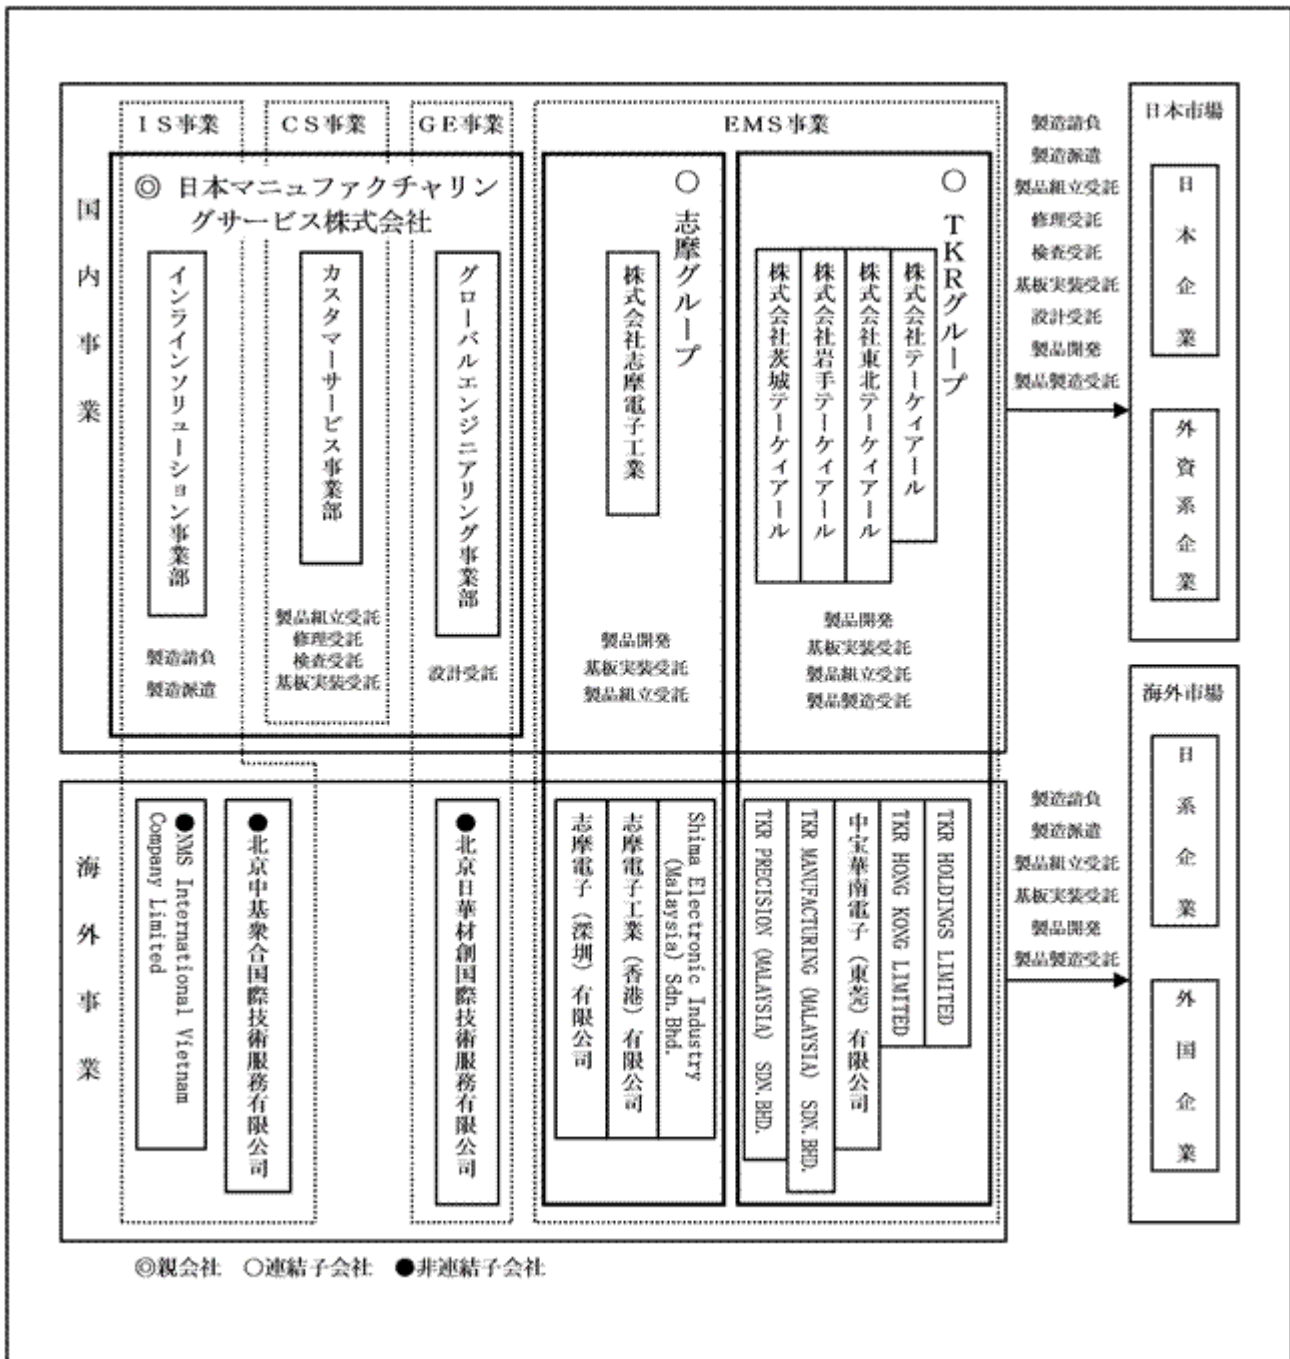 国内事業
ＩＳ事業
ＣＳ事業
ＧＥ事業
ＥＭＳ事業
◎ 日本マニュファクチャリン
グサービス株式会社
インラインソリューション事業部
製造請負
製造派遣
カスタマーサービス事業部
製品組立受託
修理受託
検査受託
基板実装受託
グローバルエンジニアリング事業部
設計受託
○ 志摩グループ
株式会社志摩電子工業
製品開発
基板実装受託
製品組立受託
○ ＴＫＲグループ
株式会社テーケィアール
株式会社東北テーケィアール
株式会社岩手テーケィアール
株式会社茨城テーケィアール
製品開発
基板実装受託
製品組立受託
製品製造受託
製造請負
製造派遣
製品組立受託
修理受託
検査受託
基板実装受託
設計受託
製品開発
製品製造受託
日本市場
日本企業
外資系企業
海外事業
●NMS International Vietnam
Company Limited
●北京中基衆合国際技術服務有限公司
●北京日華材創国際技術服務有限公司
Shima Electronic Industry
(Malaysia) Sdn. Bhd.
志摩電子工業（香港）有限公司
志摩電子（深圳）有限公司
TKR HOLDINGS LIMITED
TKR HONG KONG LIMITED
中宝華南電子（東莞）有限公司
TKR MANUFACTURING (MALAYSIA) SDN. BHD.
TKR PRECISION (MALAYSIA) SDN. BHD.
製造請負
製造派遣
製品組立受託
基板実装受託
製品開発
製品製造受託
海外市場
日系企業
外国企業
◎親会社 ○連結子会社 ●非連結子会社